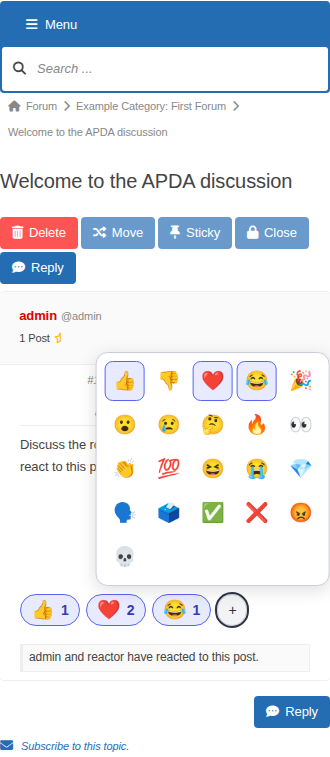 Menu
Search ...
Forum
Example Category: First Forum
Welcome to the APDA discussion
Welcome to the APDA discussion
Delete
Move
Sticky
Close
Reply
admin @admin
1 Post
Discuss the
react to this p
1
2
1
+
admin and reactor have reacted to this post.
Reply
Subscribe to this topic.